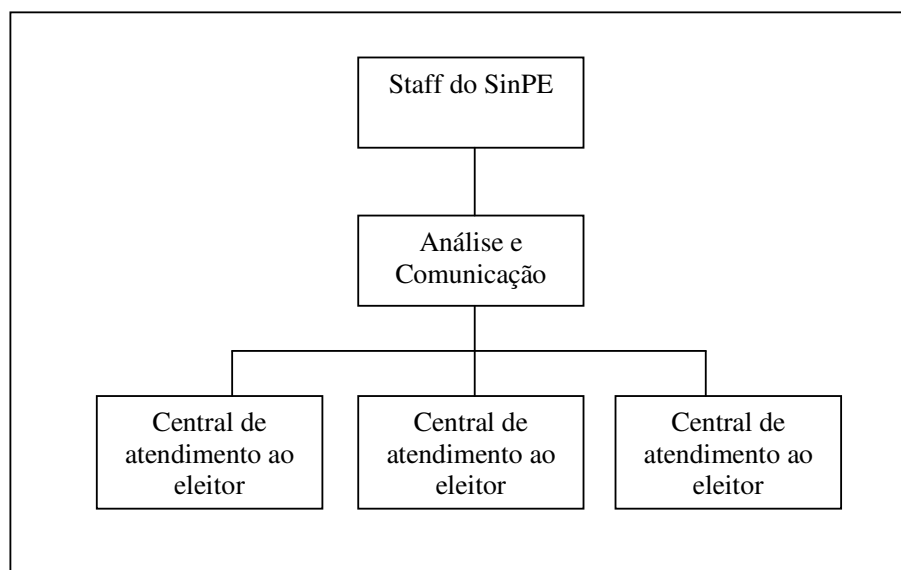 Staff do SinPE
Análise e
Comunicação
Central de
atendimento ao
eleitor
Central de
atendimento ao
eleitor
Central de
atendimento ao
eleitor